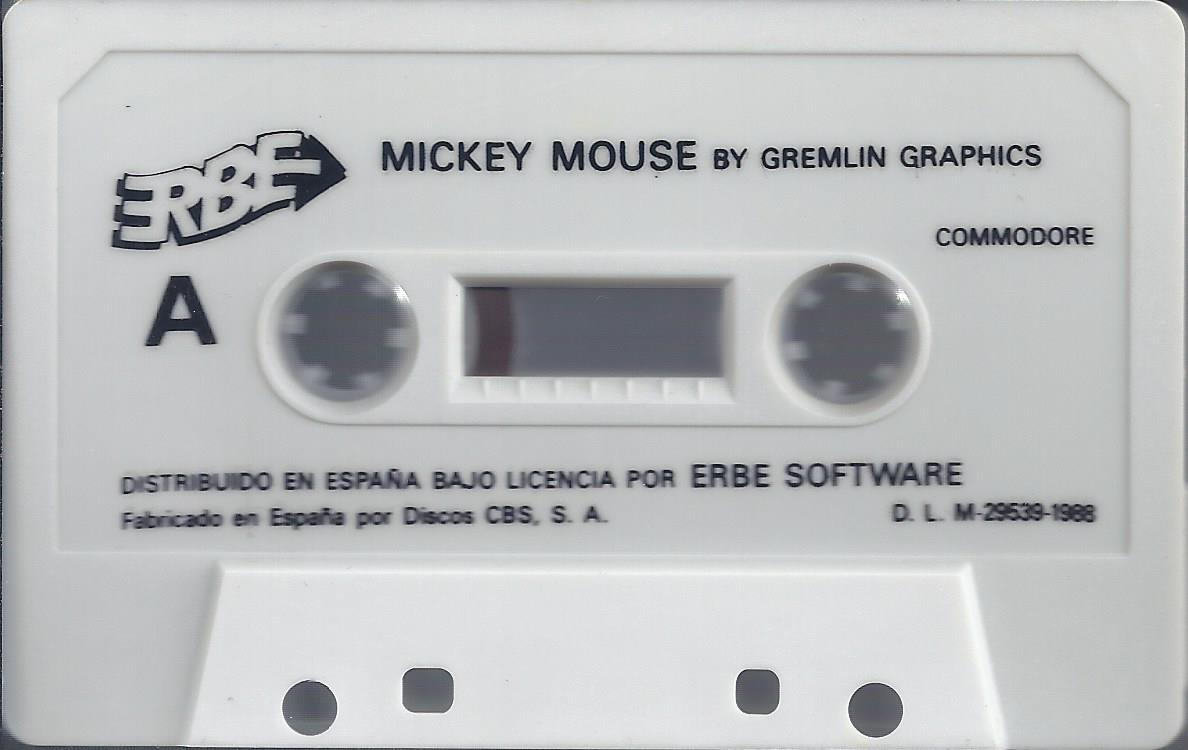 ERBE
MICKEY MOUSE BY GREMLIN GRAPHICS
COMMODORE
A
DISTRIBUIDO EN ESPAÑA BAJO LICENCIA POR ERBE SOFTWARE
Fabricado en España por Discos CBS, S. A.
D. L. M-29539-1988